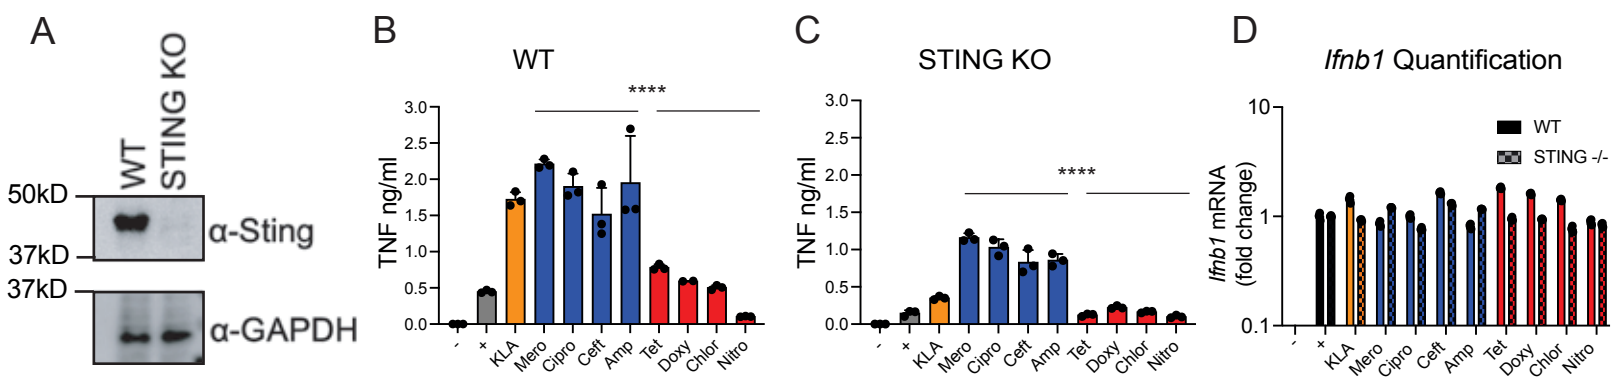 A
WT
STING KO
50kD
37kD
α-Sting
37kD
α-GAPDH
B
WT
****
TNF ng/ml
3.0
2.5
2.0
1.5
1.0
0.5
0.0
- + KLA Mero Cipro Ceft Amp Tet Doxy Chlor Nitro
C
STING KO
****
TNF ng/ml
3.0
2.5
2.0
1.5
1.0
0.5
0.0
- + KLA Mero Cipro Ceft Amp Tet Doxy Chlor Nitro
D
Ifnb1 Quantification
Ifnb1 mRNA
(fold change)
10
1
0.1
WT
STING -/-
- + KLA Mero Cipro Ceft Amp Tet Doxy Chlor Nitro